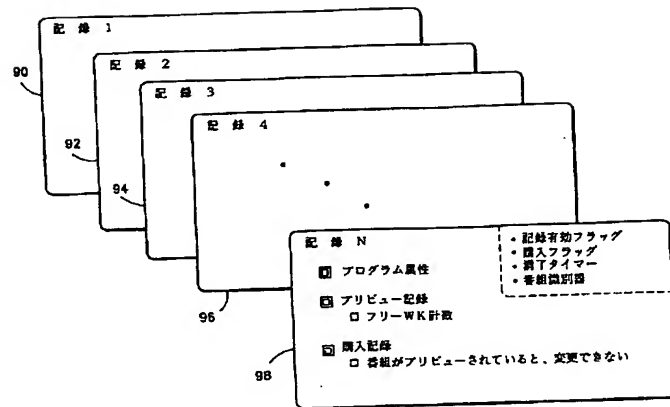 記録 1
90
記録 2
92
記録 3
94
記録 4
96
記録 N
98
プログラム属性
プリビュー記録
フリーWK計数
購入記録
番組がプリビューされていると、変更できない
・記録有効フラッグ
・購入フラッグ
・満了タイマー
・番組識別器